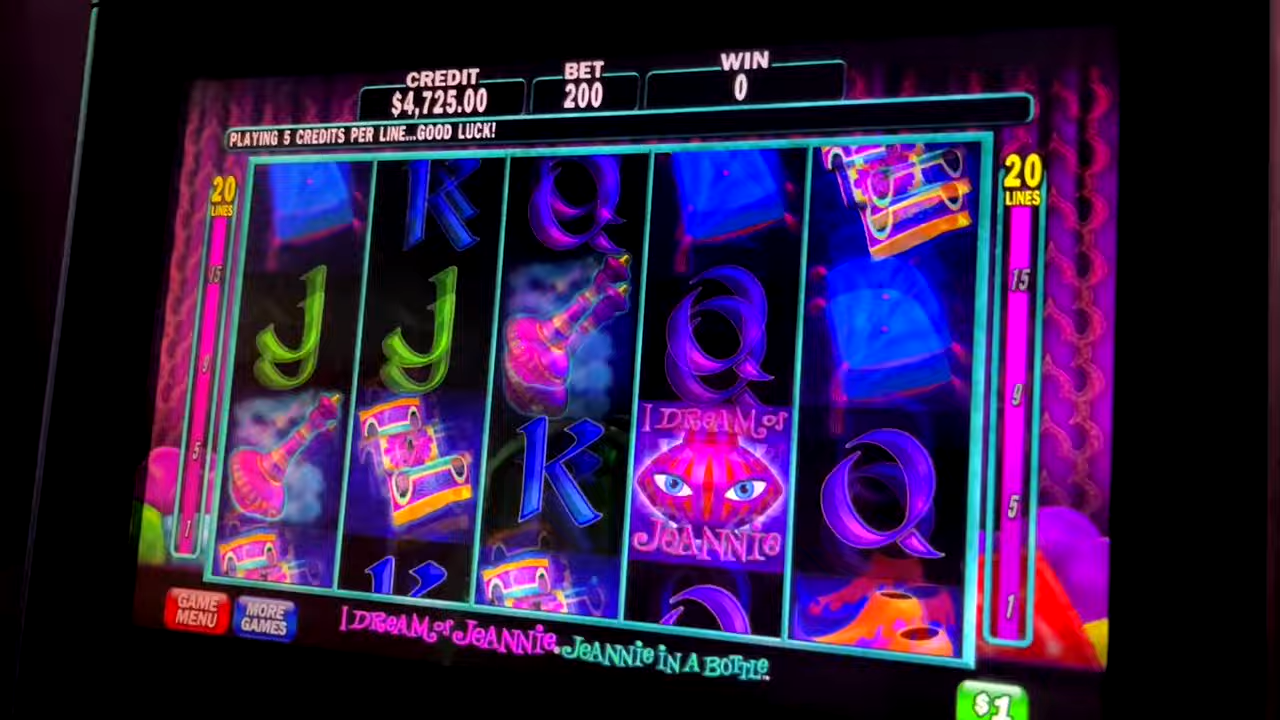 CREDIT
$4,725.00
BET
200
WIN
0
PLAYING 5 CREDITS PER LINE...GOOD LUCK!
20
LINES
15
9
5
1
20
LINES
15
9
5
1
K
Q
J
J
Q
K
I DREAM OF
JEANNIE
Q
K
Q
GAME
MENU
MORE
GAMES
I DREAM OF JEANNIE. JEANNIE IN A BOTTLE™
$1